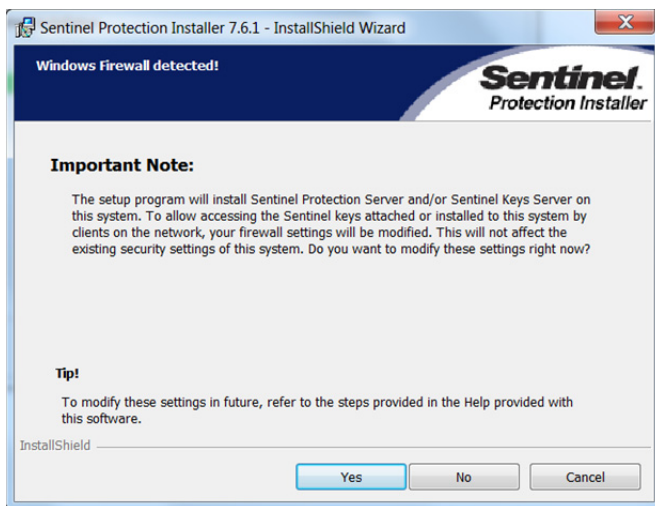 Sentinel Protection Installer 7.6.1 - InstallShield Wizard
Windows Firewall detected!
Sentinel.
Protection Installer
Important Note:
The setup program will install Sentinel Protection Server and/or Sentinel Keys Server on
this system. To allow accessing the Sentinel keys attached or installed to this system by
clients on the network, your firewall settings will be modified. This will not affect the
existing security settings of this system. Do you want to modify these settings right now?
Tip!
To modify these settings in future, refer to the steps provided in the Help provided with
this software.
InstallShield
Yes No Cancel